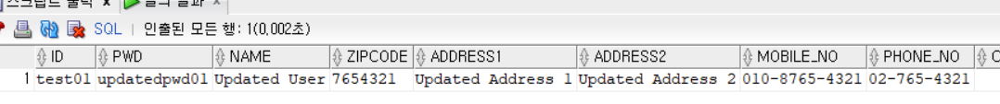 스크립트 출력 × 질의 결과 ×
SQL | 인출된 모든 행: 1(0,002초)
ID PWD NAME ZIPCODE ADDRESS1 ADDRESS2 MOBILE_NO PHONE_NO
1 test01 updatedpwd01 Updated User 7654321 Updated Address 1 Updated Address 2 010-8765-4321 02-765-4321